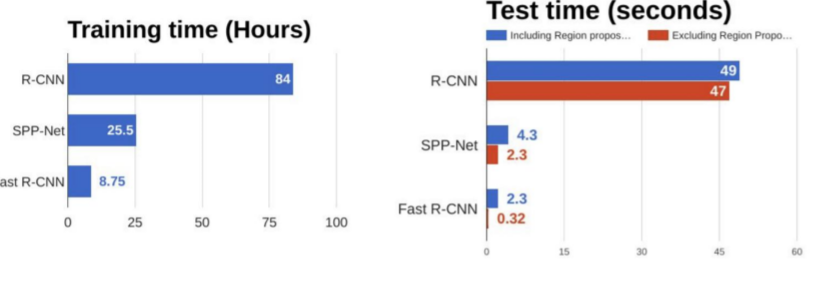 Training time (Hours)
R-CNN 84
SPP-Net 25.5
ast R-CNN 8.75
0 25 50 75 100
Test time (seconds)
Including Region propos... Excluding Region Propo...
R-CNN 49
47
SPP-Net 4.3
2.3
Fast R-CNN 2.3
0.32
0 15 30 45 60